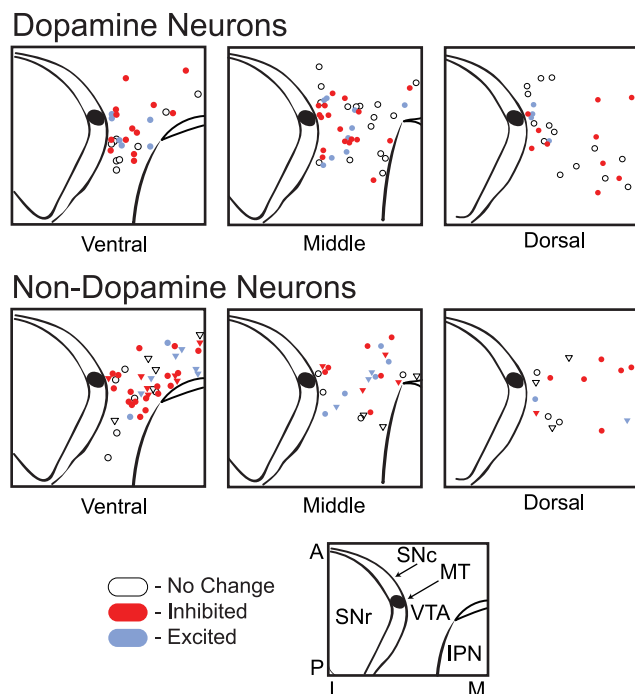 Dopamine Neurons
Ventral Middle Dorsal
Non-Dopamine Neurons
Ventral Middle Dorsal
- No Change
- Inhibited
- Excited
A
SNc
MT
SNr
VTA
IPN
P
M